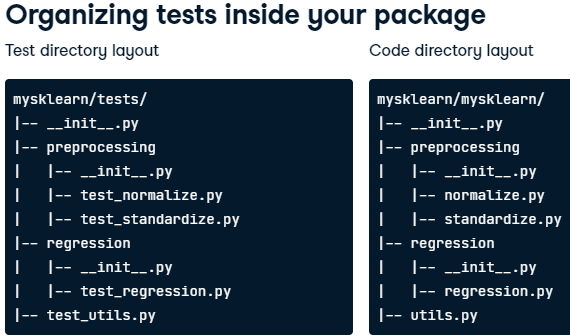 Organizing tests inside your package
Test directory layout
mysklearn/tests/
|-- __init__.py
|-- preprocessing
|   |-- __init__.py
|   |-- test_normalize.py
|   |-- test_standardize.py
|-- regression
|   |-- __init__.py
|   |-- test_regression.py
|-- test_utils.py
Code directory layout
mysklearn/mysklearn/
|-- __init__.py
|-- preprocessing
|   |-- __init__.py
|   |-- normalize.py
|   |-- standardize.py
|-- regression
|   |-- __init__.py
|   |-- regression.py
|-- utils.py